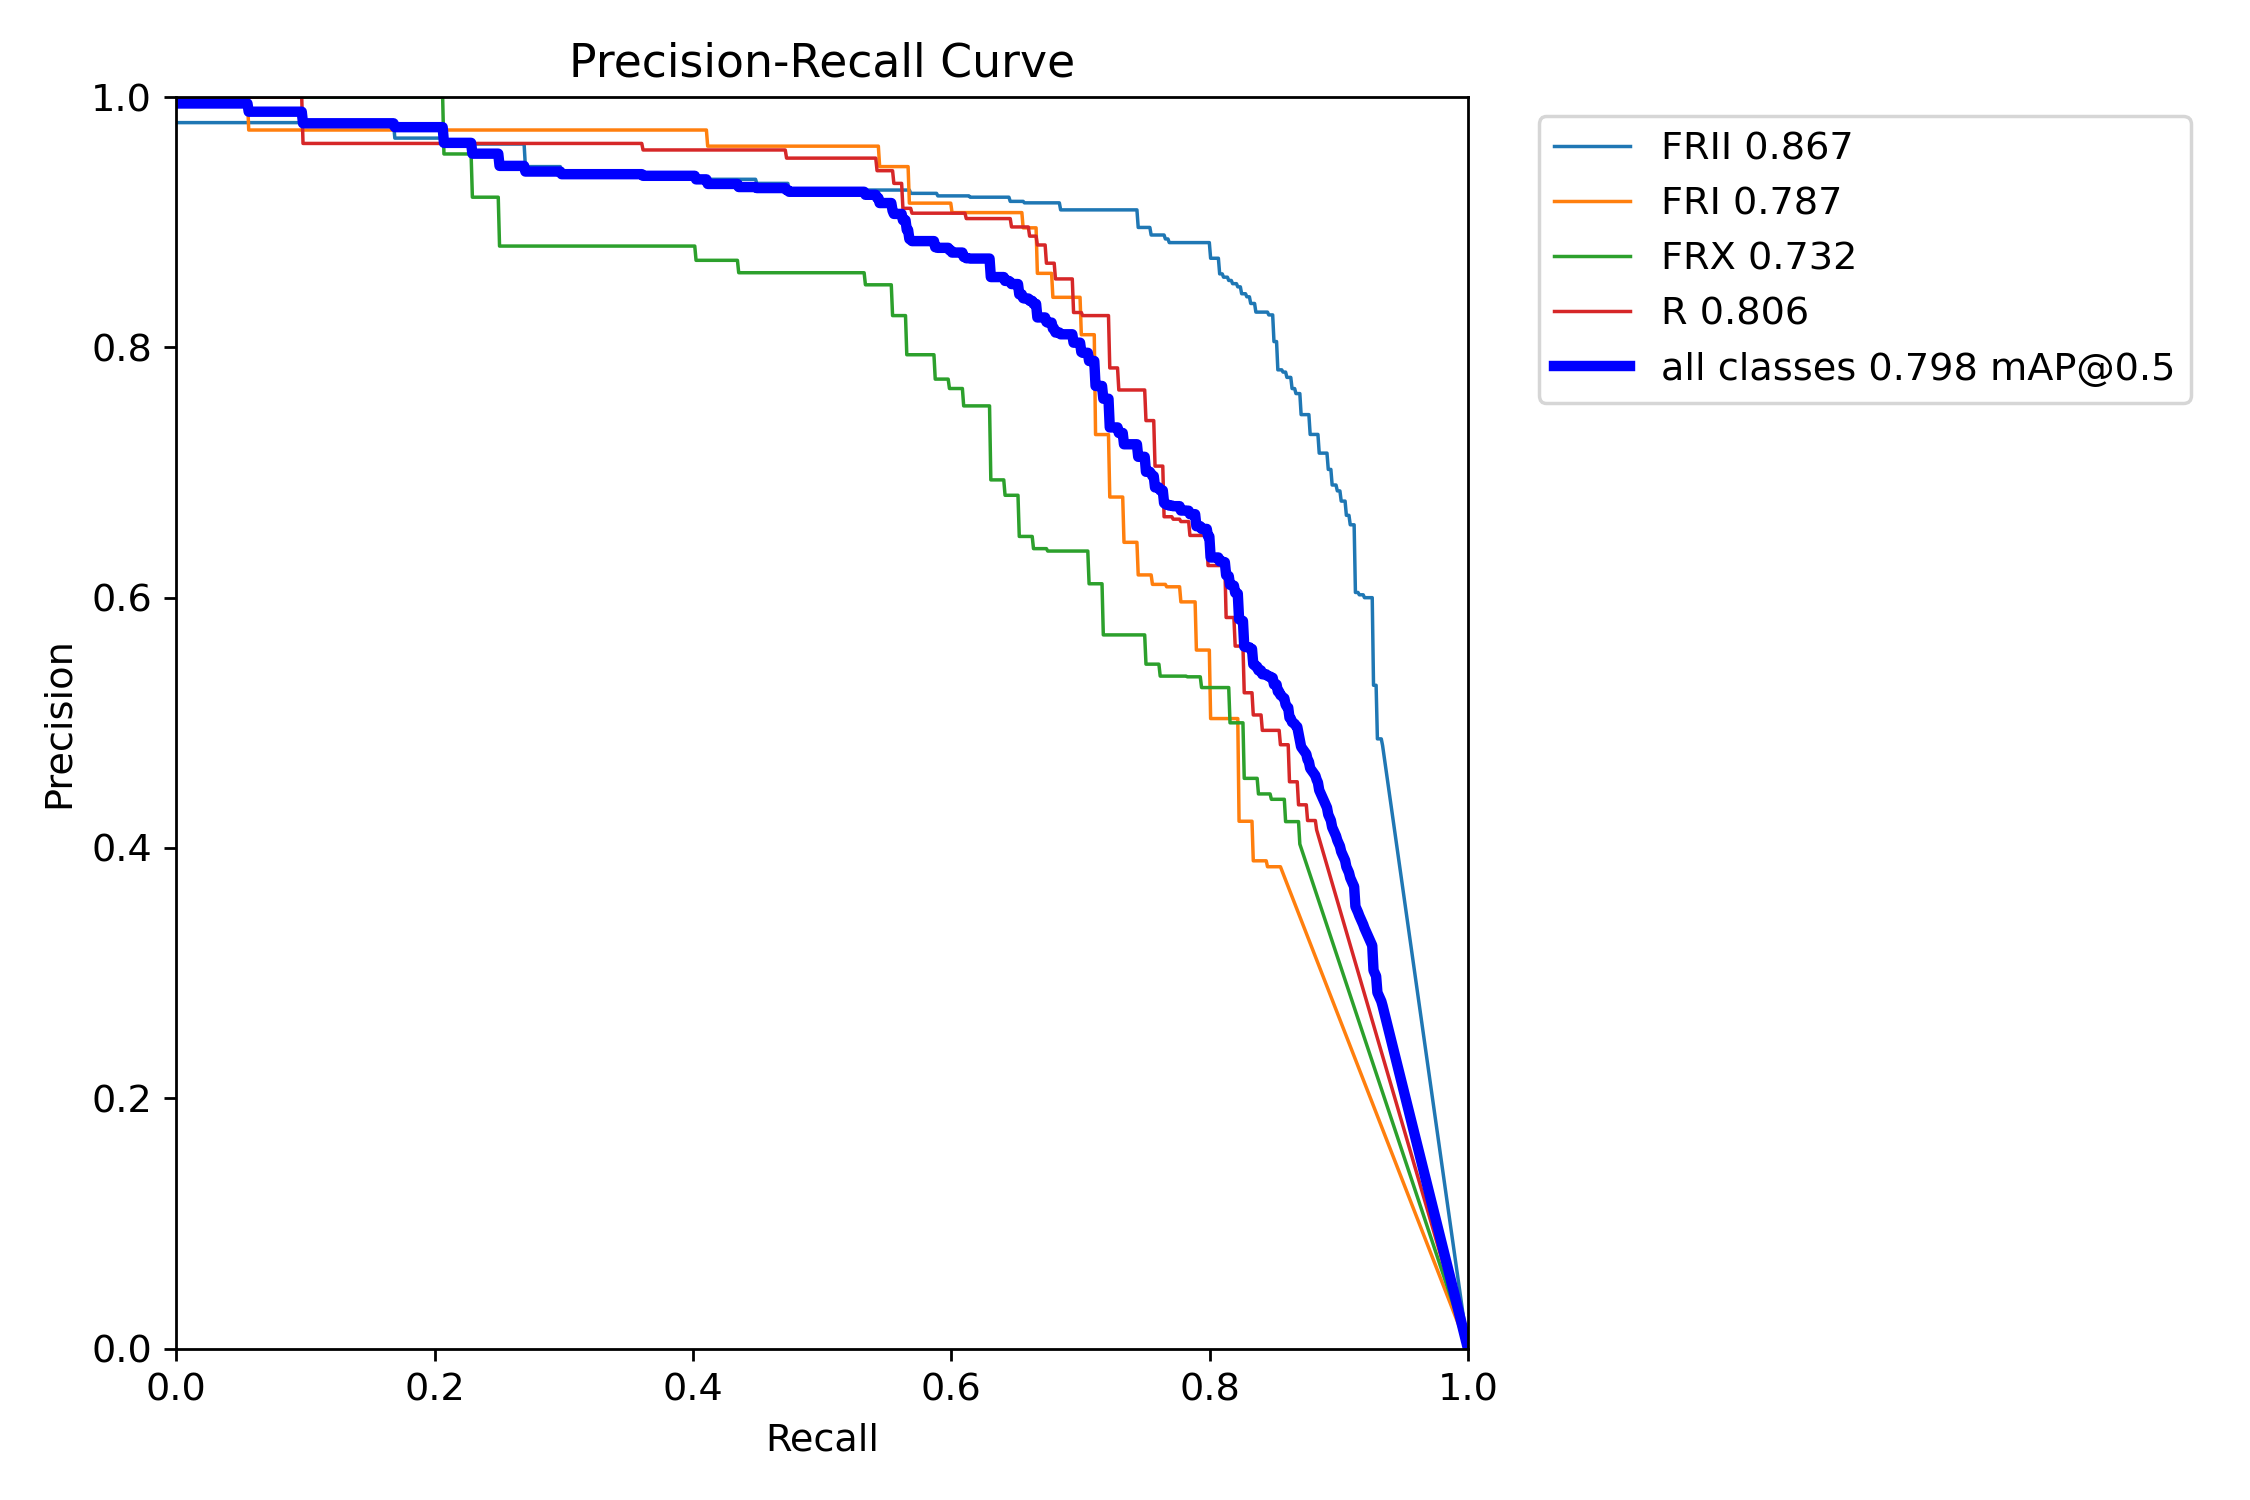 Precision-Recall Curve
1.0
0.8
0.6
0.4
0.2
0.0
Precision
0.0 0.2 0.4 0.6 0.8 1.0
Recall
FRII 0.867
FRI 0.787
FRX 0.732
R 0.806
all classes 0.798 mAP@0.5